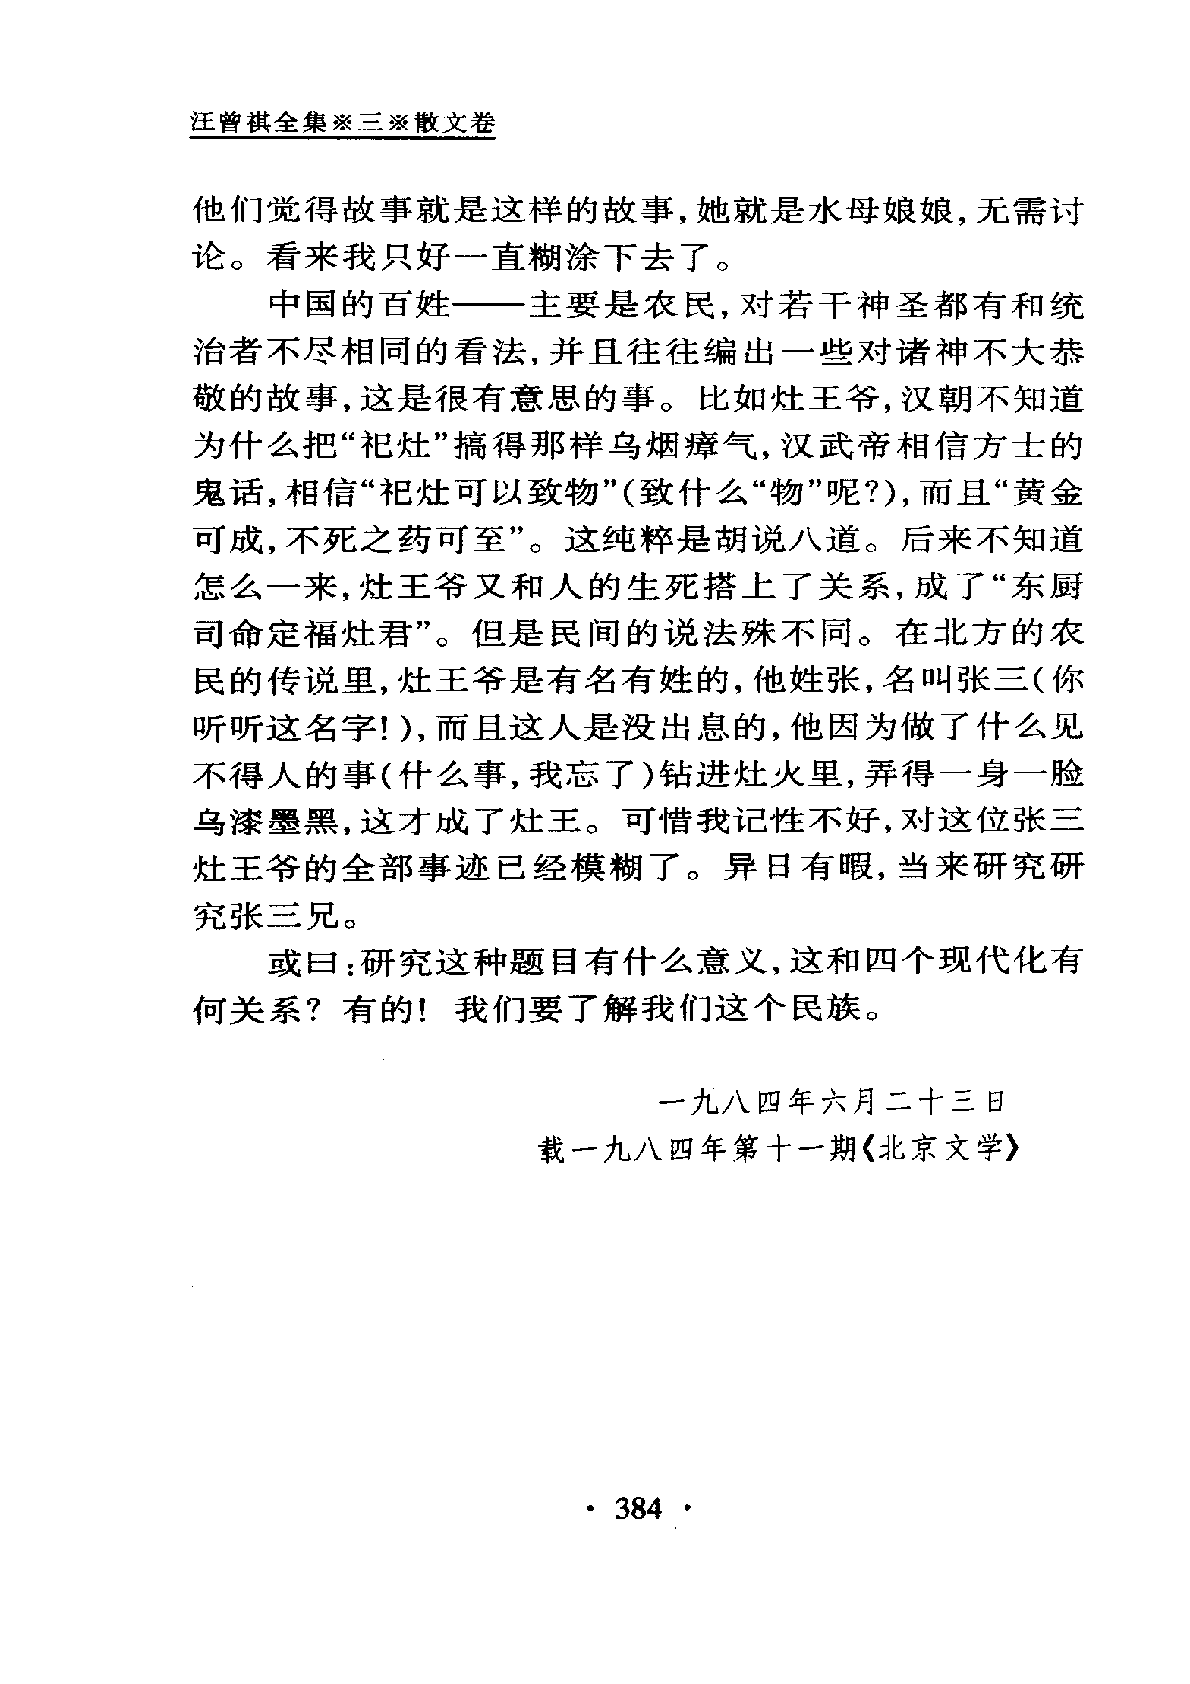 汪曾祺全集※三※散文卷
他们觉得故事就是这样的故事,她就是水母娘娘,无需讨
论。看来我只好一直糊涂下去了。
中国的百姓——主要是农民,对若干神圣都有和统
治者不尽相同的看法,并且往往编出一些对诸神不大恭
敬的故事,这是很有意思的事。比如灶王爷,汉朝不知道
为什么把“祀灶”搞得那样乌烟瘴气,汉武帝相信方士的
鬼话,相信“祀灶可以致物”(致什么“物”呢?),而且“黄金
可成,不死之药可至”。这纯粹是胡说八道。后来不知道
怎么一来,灶王爷又和人的生死搭上了关系,成了“东厨
司命定福灶君”。但是民间的说法殊不同。在北方的农
民的传说里,灶王爷是有名有姓的,他姓张,名叫张三(你
听听这名字!),而且这人是没出息的,他因为做了什么见
不得人的事(什么事,我忘了)钻进灶火里,弄得一身一脸
乌漆墨黑,这才成了灶王。可惜我记性不好,对这位张三
灶王爷的全部事迹已经模糊了。异日有暇,当来研究研
究张三兄。
或曰:研究这种题目有什么意义,这和四个现代化有
何关系?有的!我们要了解我们这个民族。
一九八四年六月二十三日
载一九八四年第十一期《北京文学》
· 384 ·